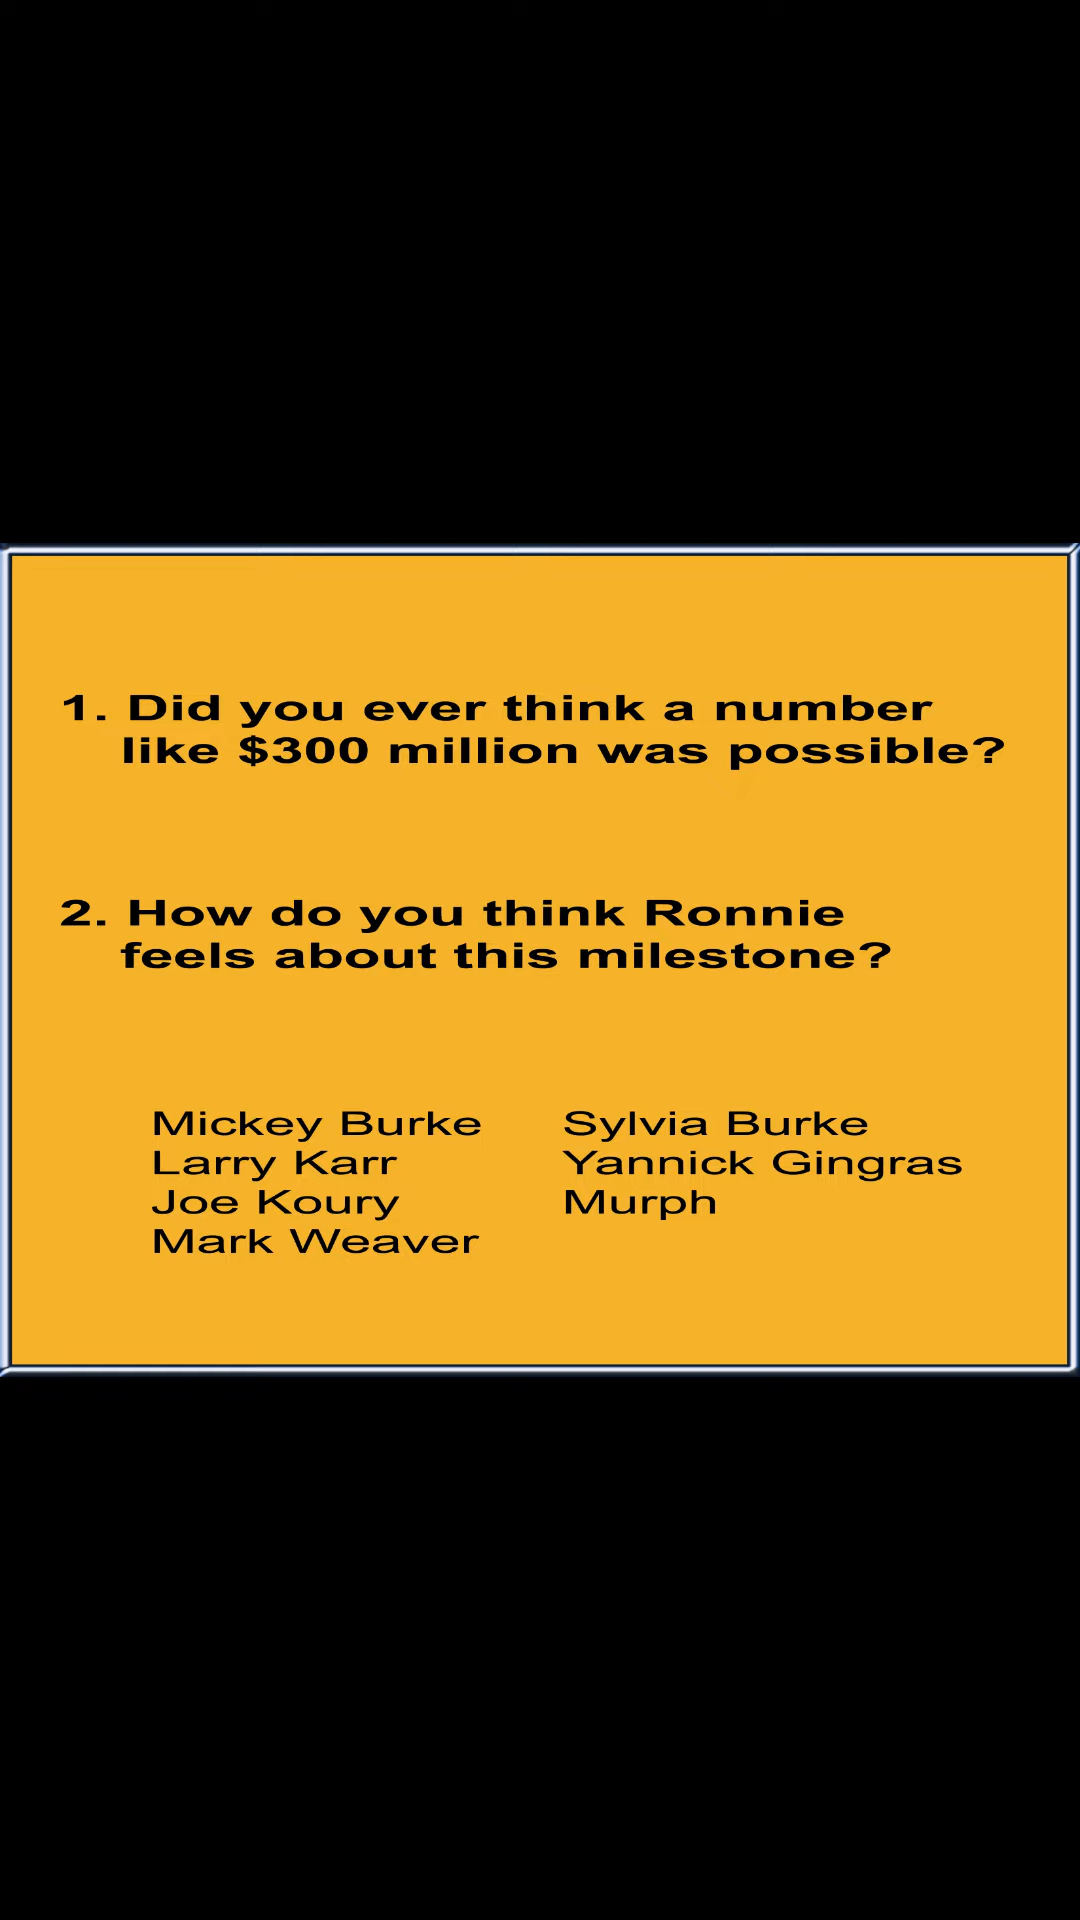 1. Did you ever think a number
like $300 million was possible?
2. How do you think Ronnie
feels about this milestone?
Mickey Burke
Larry Karr
Joe Koury
Mark Weaver
Sylvia Burke
Yannick Gingras
Murph